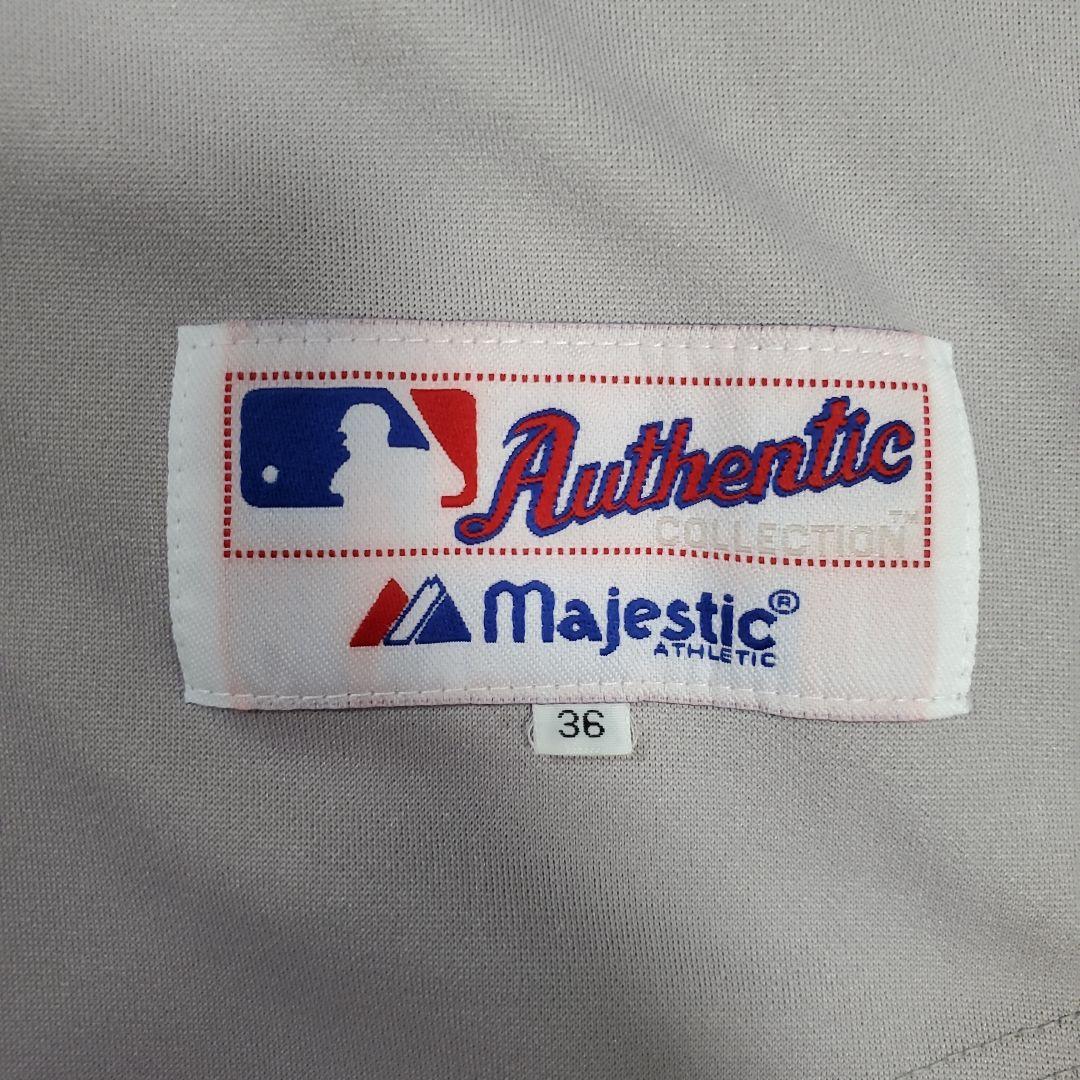 Authentic
COLLECTION™
Majestic®
ATHLETIC
36